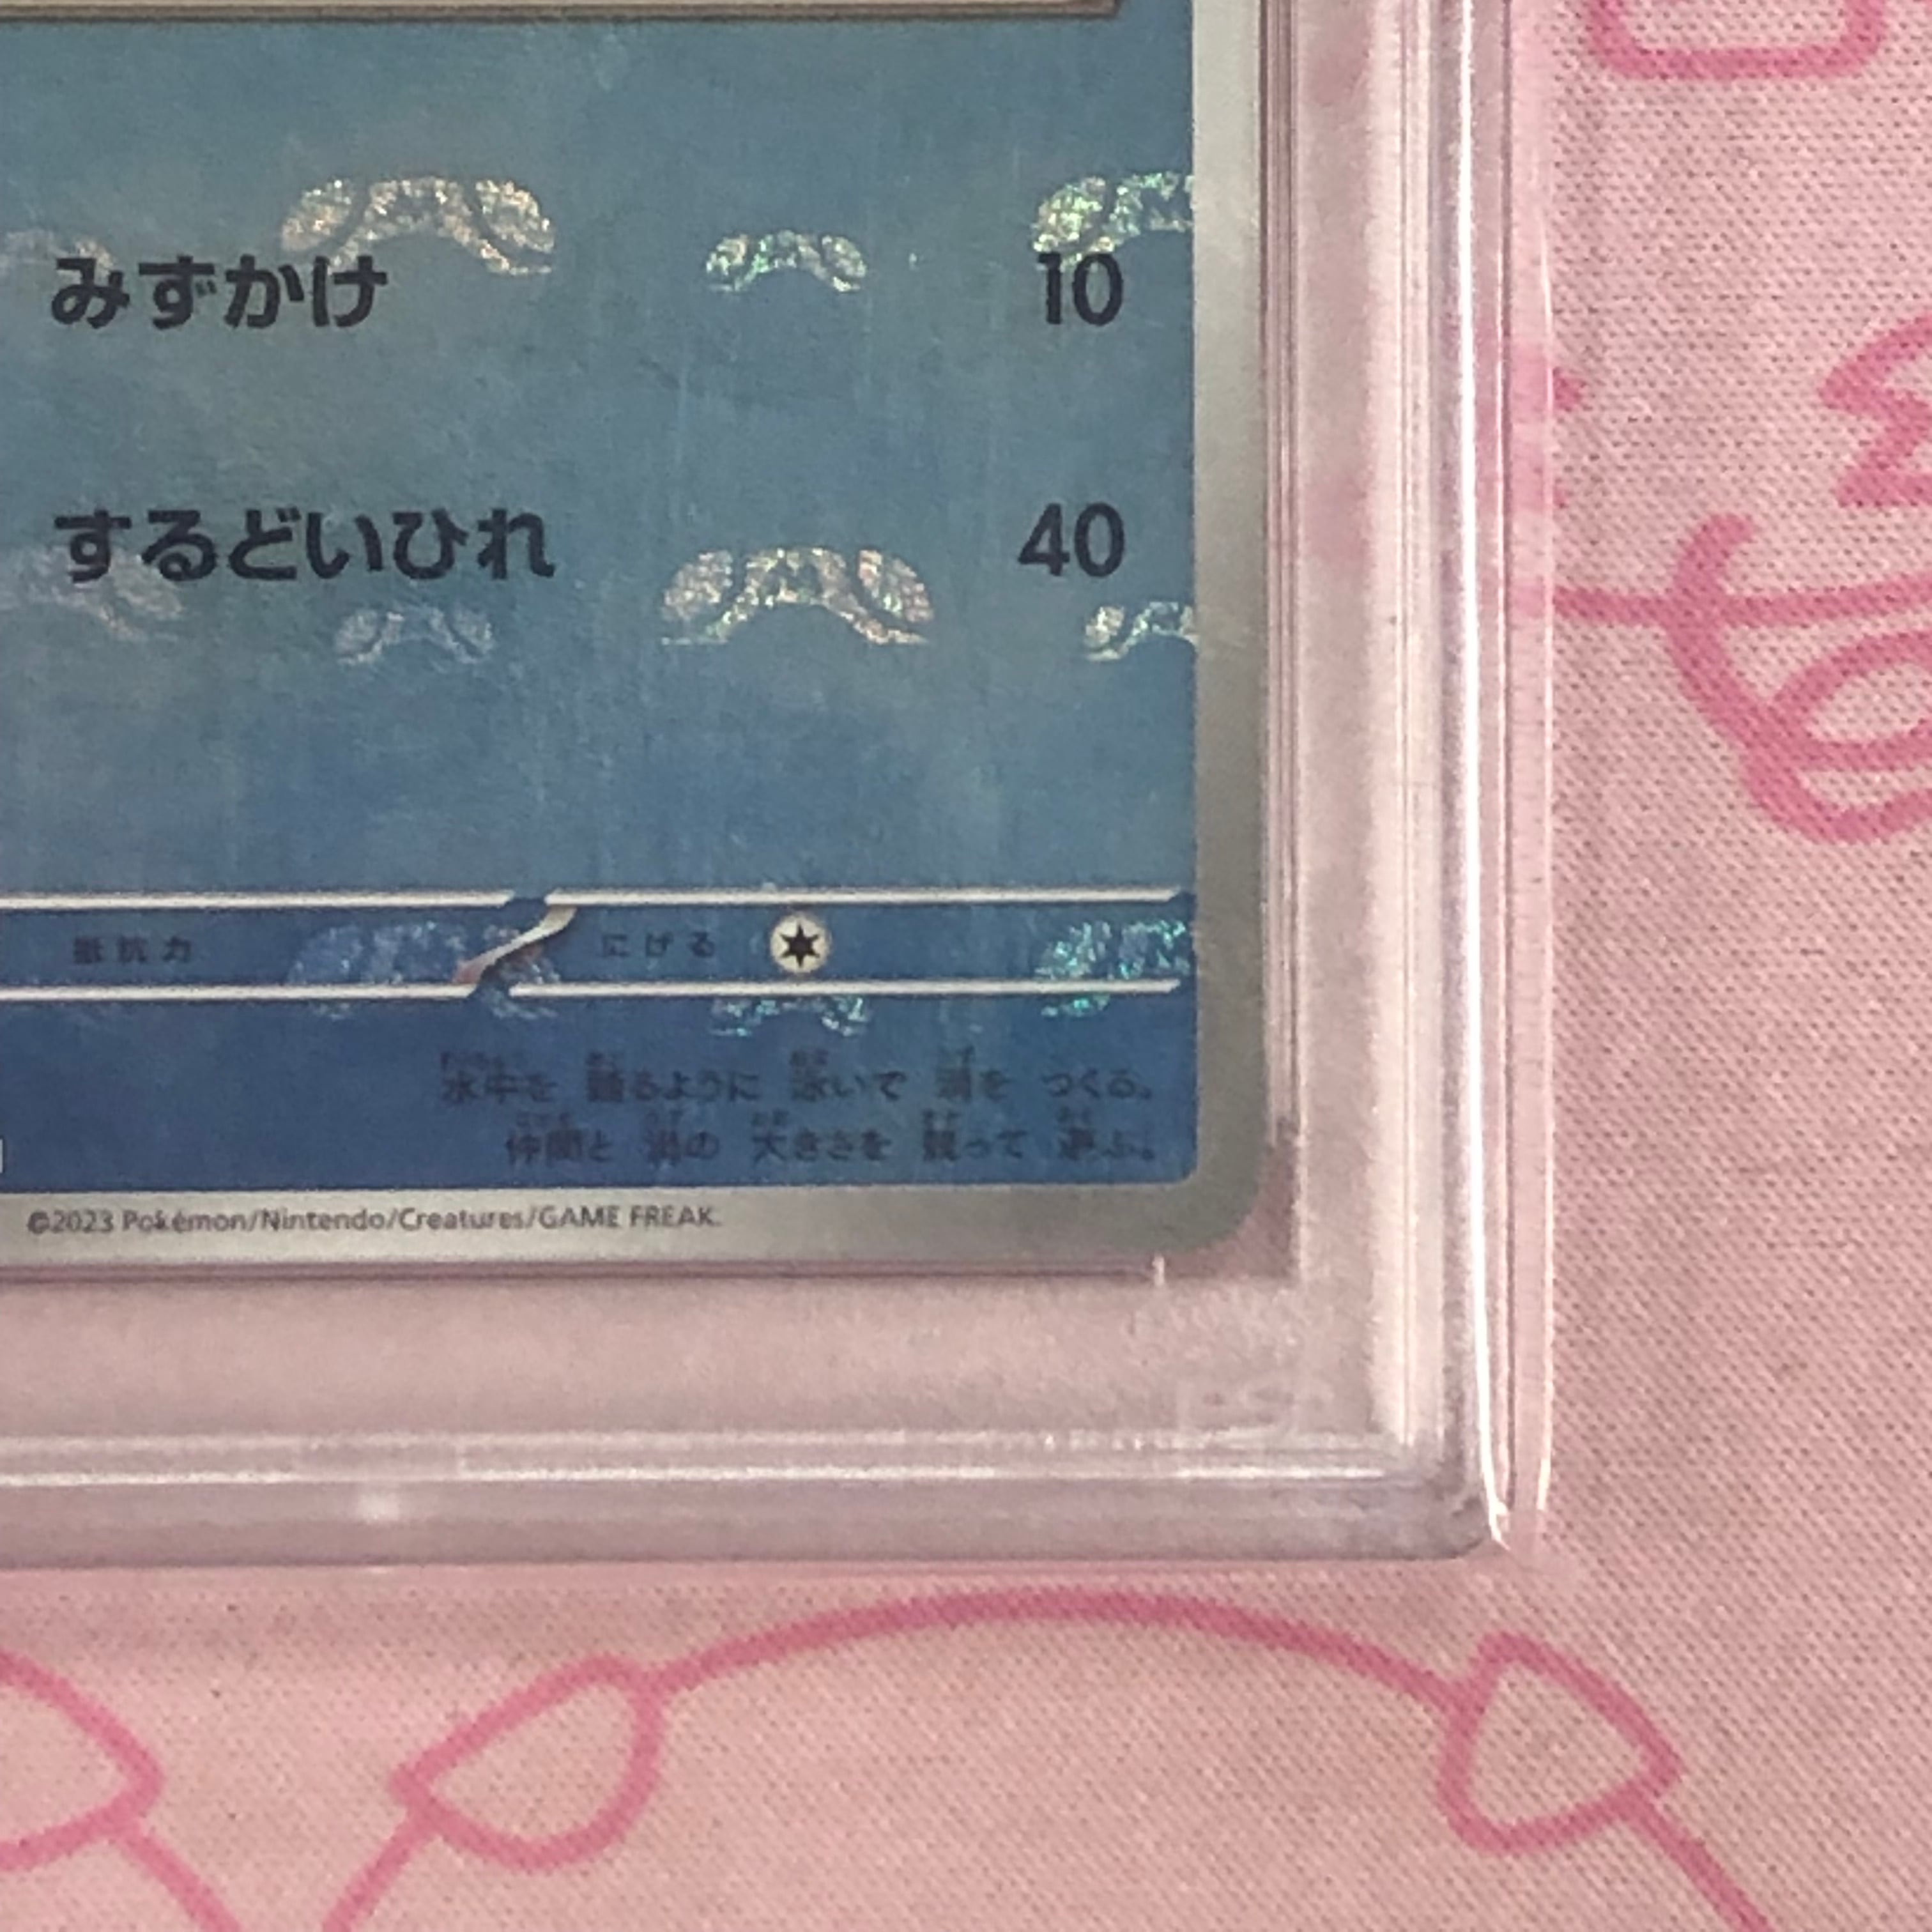 みずかけ 10
するどいひれ 40
抵抗力 にげる
水中を 踊るように 泳いで 渦を つくる。
仲間と 渦の 大きさを 競って 遊ぶ。
©2023 Pokémon/Nintendo/Creatures/GAME FREAK.